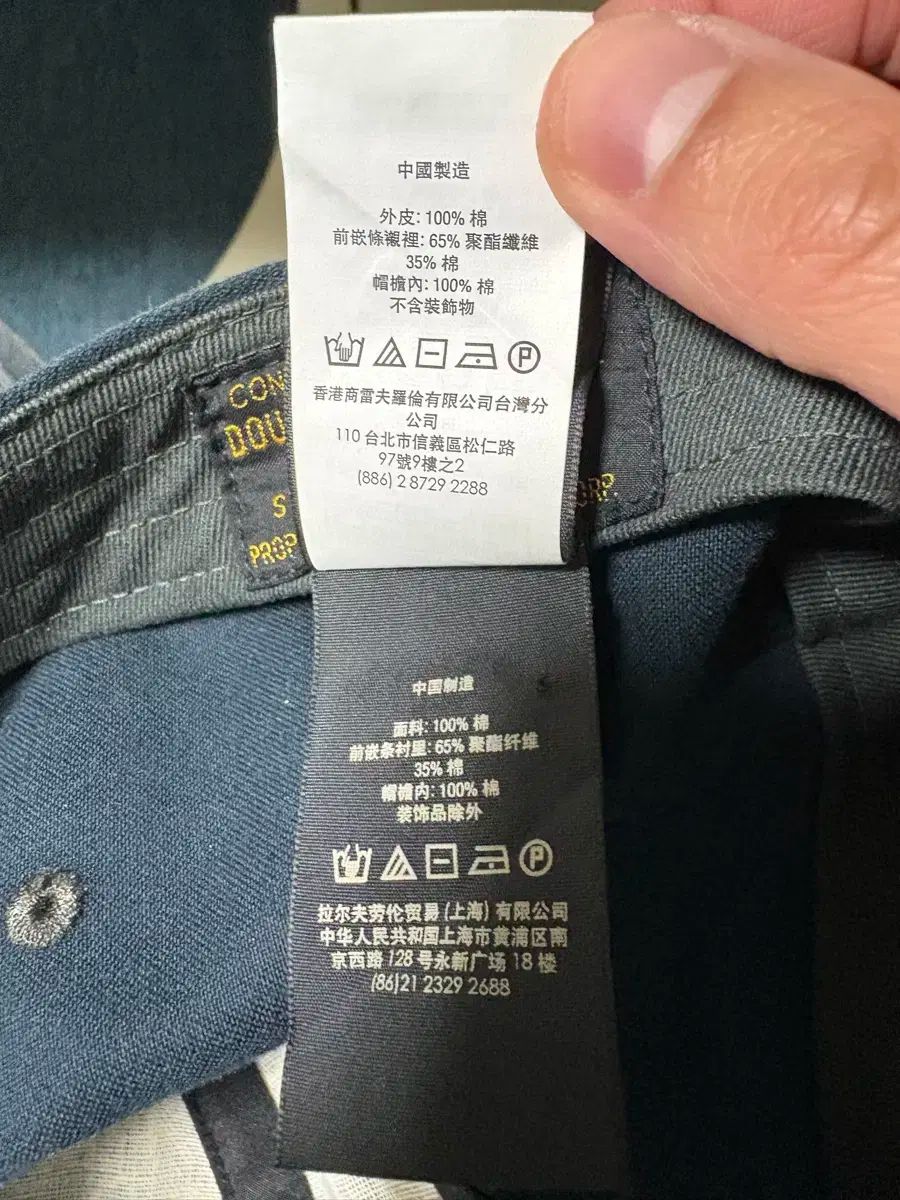 中國製造
外皮: 100% 棉
前嵌條襯裡: 65% 聚酯纖維
35% 棉
帽檐內: 100% 棉
不含裝飾物
P
香港商雷夫羅倫有限公司台灣分
公司
110 台北市信義區松仁路
97號9樓之2
(886) 2 8729 2288
CON
DOU
S
PROP
ORP.
中国制造
面料: 100% 棉
前嵌条衬里: 65% 聚酯纤维
35% 棉
帽檐内: 100% 棉
装饰品除外
P
拉尔夫劳伦贸易 (上海) 有限公司
中华人民共和国上海市黄浦区南
京西路 128 号永新广场 18 楼
(86)21 2329 2688